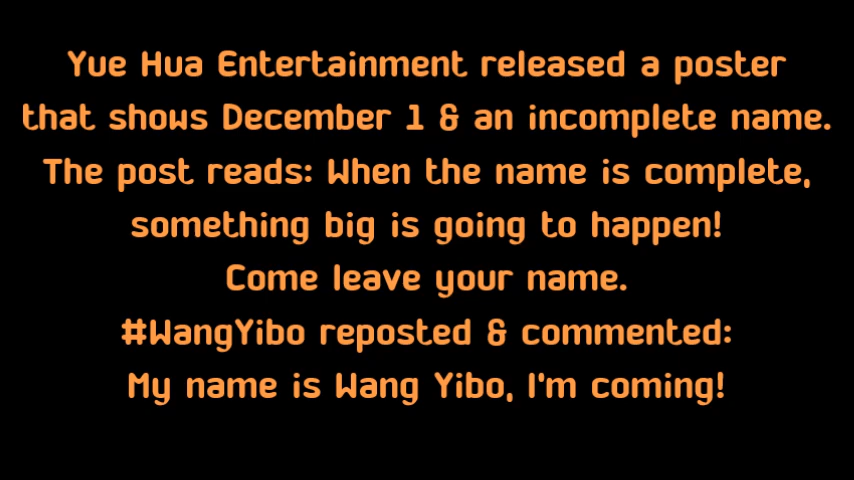 Yue Hua Entertainment released a poster
that shows December 1 & an incomplete name.
The post reads: When the name is complete,
something big is going to happen!
Come leave your name.
#WangYibo reposted & commented:
My name is Wang Yibo, I'm coming!